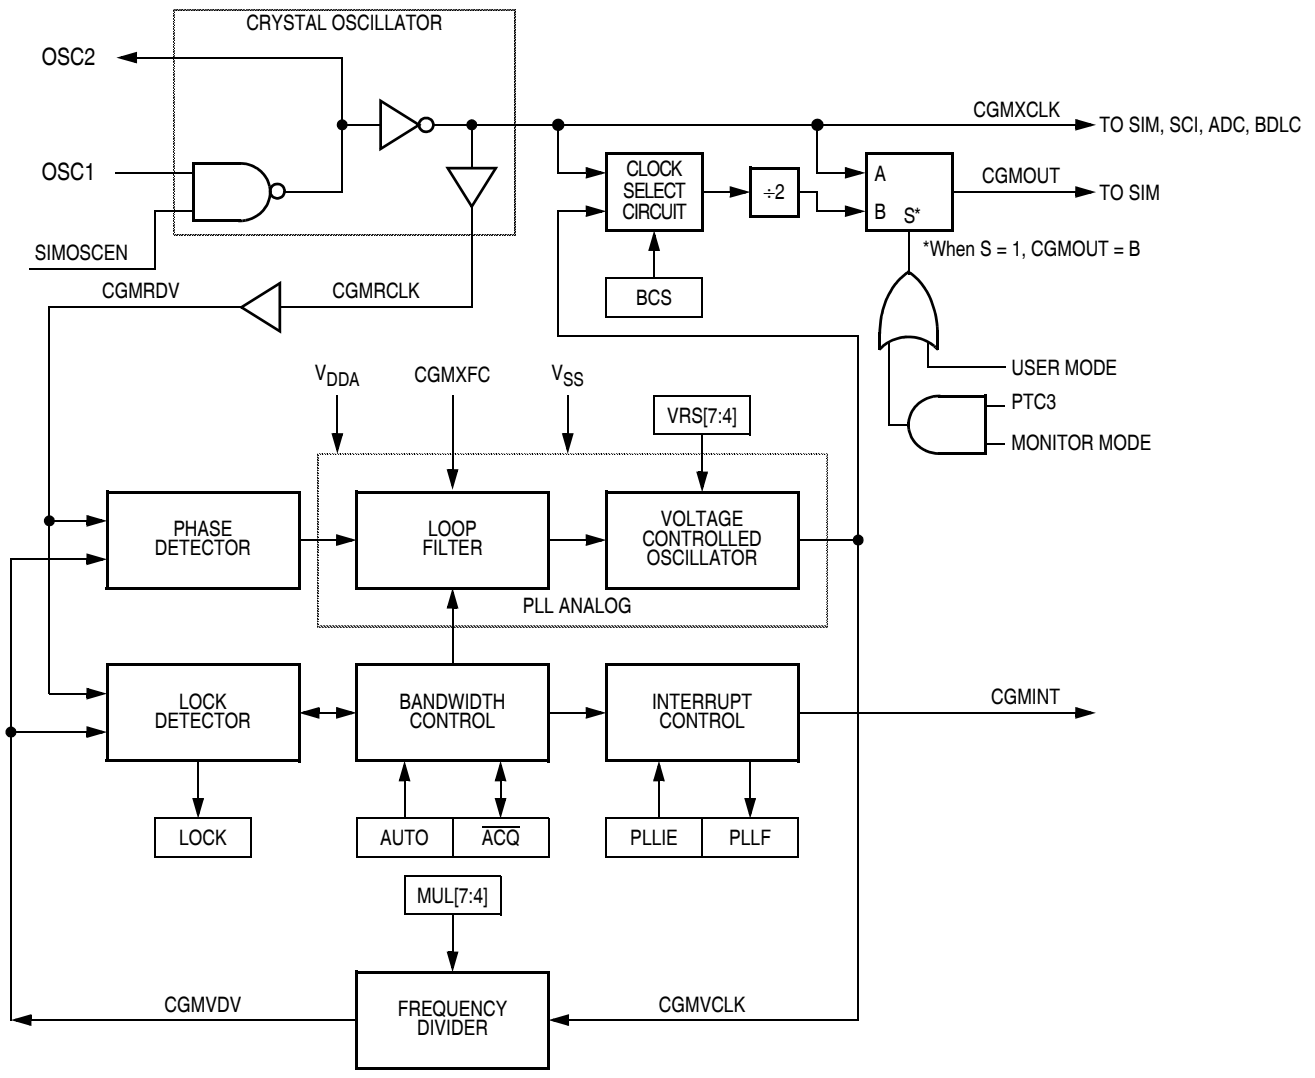 CRYSTAL OSCILLATOR
OSC2
CGMXCLK
TO SIM, SCI, ADC, BDLC
OSC1
CLOCK
SELECT
CIRCUIT
÷2
A
B
S*
CGMOUT
TO SIM
*When S = 1, CGMOUT = B
SIMOSCEN
CGMRDV
CGMRCLK
BCS
USER MODE
PTC3
MONITOR MODE
VDDA
CGMXFC
VSS
VRS[7:4]
PHASE
DETECTOR
LOOP
FILTER
VOLTAGE
CONTROLLED
OSCILLATOR
PLL ANALOG
LOCK
DETECTOR
BANDWIDTH
CONTROL
INTERRUPT
CONTROL
CGMINT
LOCK
AUTO
ACQ
PLLIE
PLLF
MUL[7:4]
CGMVDV
FREQUENCY
DIVIDER
CGMVCLK